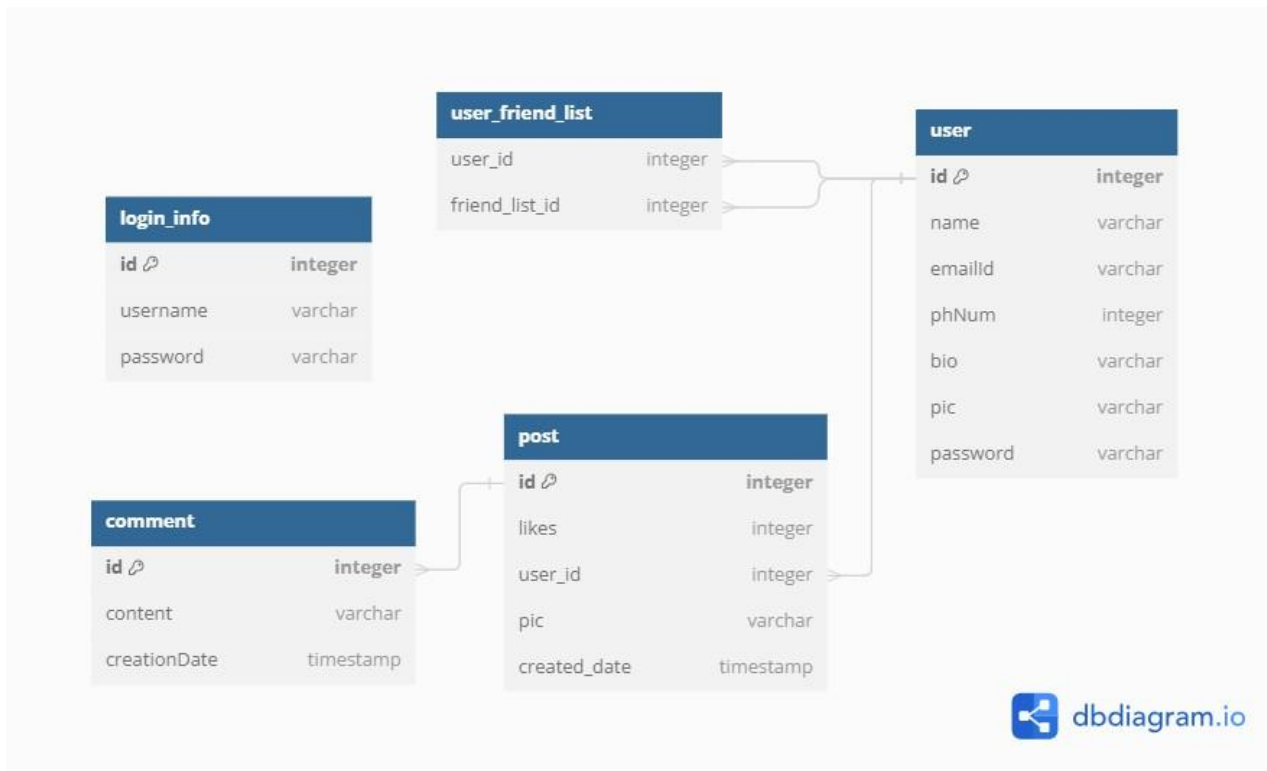 user_friend_list
user_id integer
friend_list_id integer
user
id integer
name varchar
emailId varchar
phNum integer
bio varchar
pic varchar
password varchar
login_info
id integer
username varchar
password varchar
post
id integer
likes integer
user_id integer
pic varchar
created_date timestamp
comment
id integer
content varchar
creationDate timestamp
dbdiagram.io